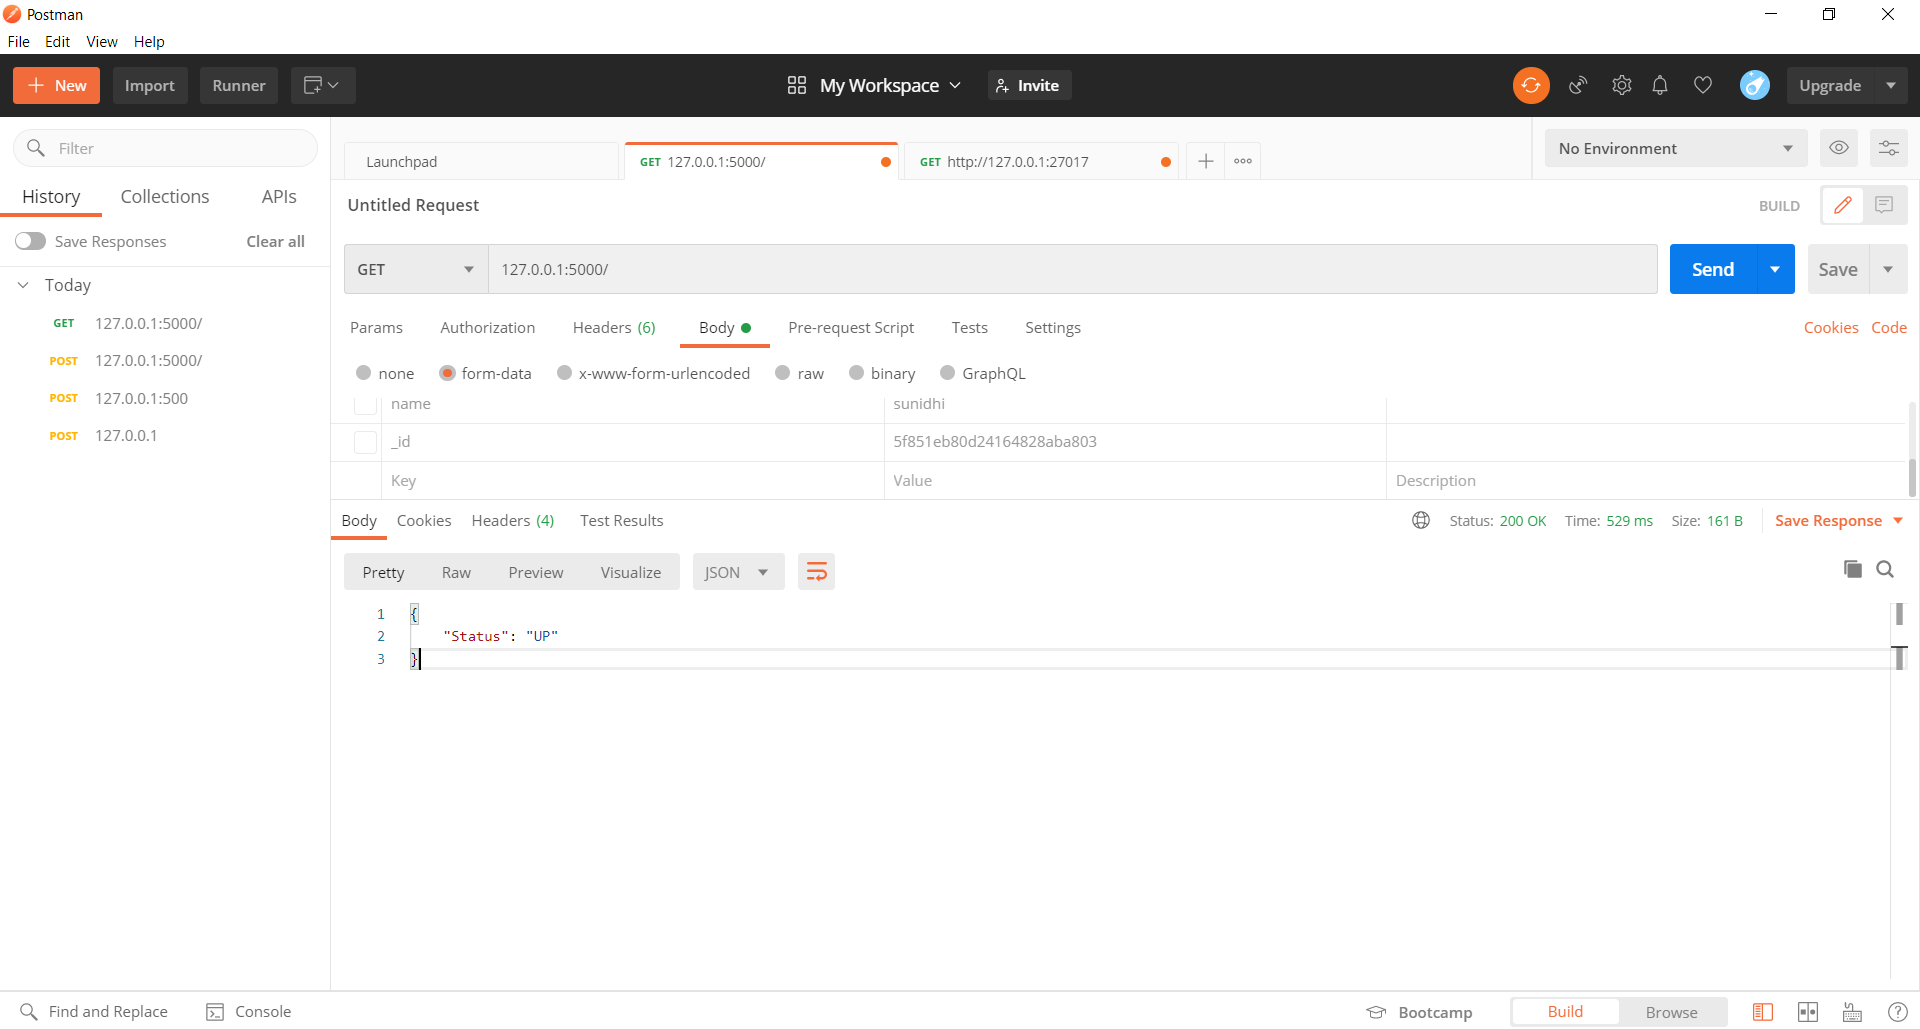 Postman
File Edit View Help
New Import Runner My Workspace Invite Upgrade
Filter
History Collections APIs
Save Responses Clear all
Today
GET 127.0.0.1:5000/
POST 127.0.0.1:5000/
POST 127.0.0.1:500
POST 127.0.0.1
Launchpad GET 127.0.0.1:5000/ GET http://127.0.0.1:27017 No Environment
Untitled Request BUILD
GET 127.0.0.1:5000/ Send Save
Params Authorization Headers (6) Body Pre-request Script Tests Settings Cookies Code
none form-data x-www-form-urlencoded raw binary GraphQL
name sunidhi
_id 5f851eb80d24164828aba803
Key Value Description
Body Cookies Headers (4) Test Results Status: 200 OK Time: 529 ms Size: 161 B Save Response
Pretty Raw Preview Visualize JSON
1 {
2 "Status": "UP"
3 }
Find and Replace Console Bootcamp Build Browse